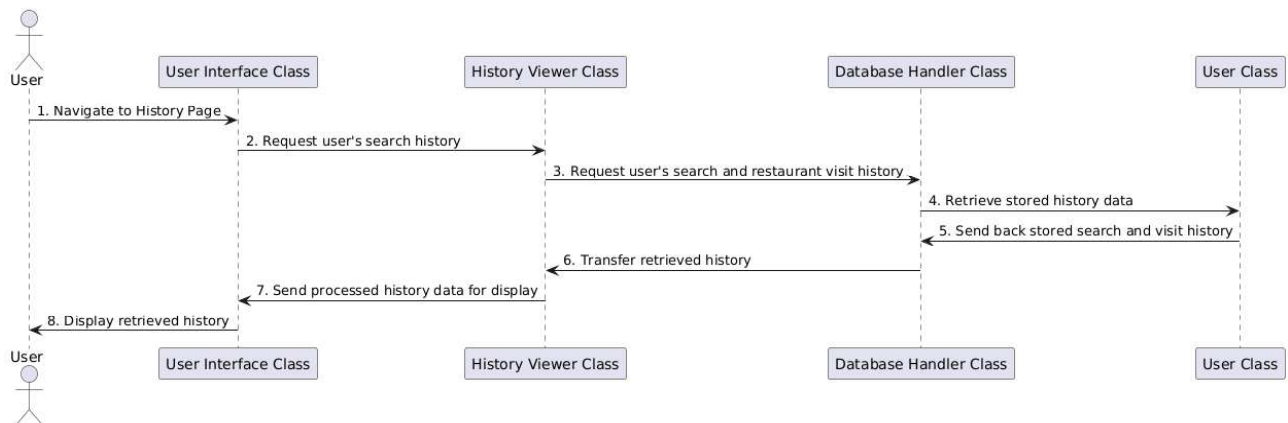 User
User Interface Class
History Viewer Class
Database Handler Class
User Class
1. Navigate to History Page
2. Request user's search history
3. Request user's search and restaurant visit history
4. Retrieve stored history data
5. Send back stored search and visit history
6. Transfer retrieved history
7. Send processed history data for display
8. Display retrieved history
User
User Interface Class
History Viewer Class
Database Handler Class
User Class